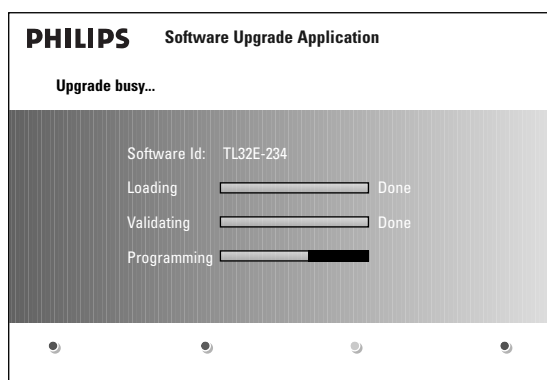 PHILIPS Software Upgrade Application
Upgrade busy...
Software Id: TL32E-234
Loading Done
Validating Done
Programming